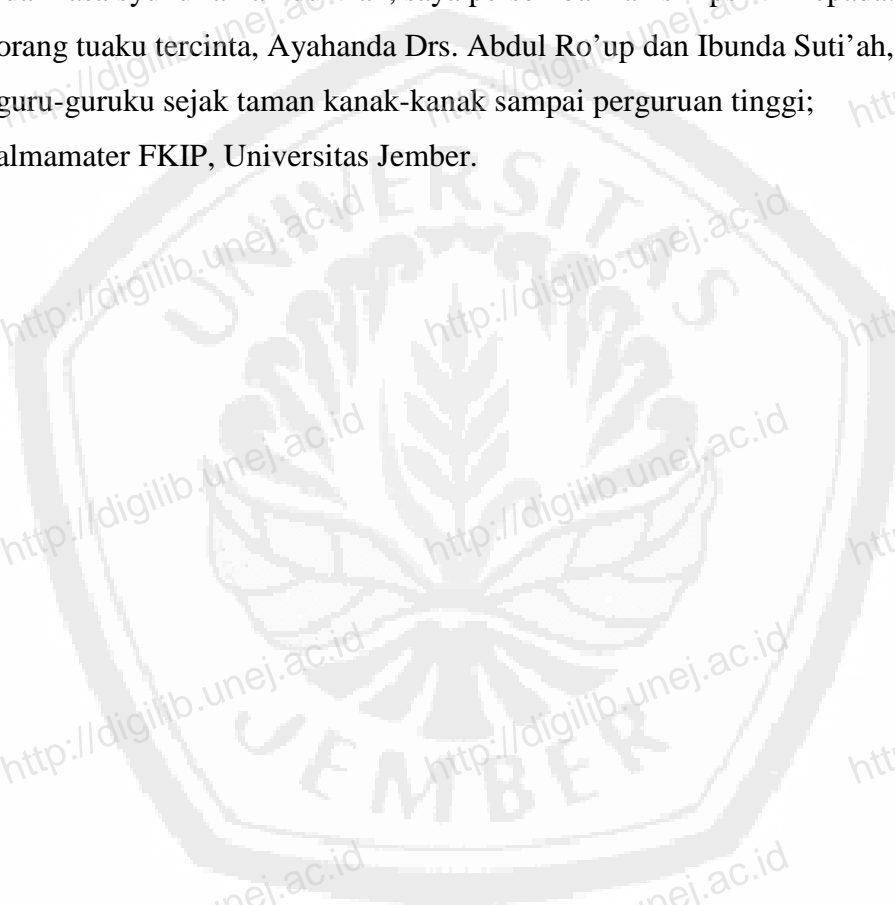 orang tuaku tercinta, Ayahanda Drs. Abdul Ro’up dan Ibunda Suti’ah,
guru-guruku sejak taman kanak-kanak sampai perguruan tinggi;
almamater FKIP, Universitas Jember.
UNIVERSITAS
JEMBER
http://digilib.unej.ac.id
http://digilib.unej.ac.id
http://digilib.unej.ac.id
http://digilib.unej.ac.id
http://digilib.unej.ac.id
http://digilib.unej.ac.id
http://digilib.unej.ac.id
http://digilib.unej.ac.id